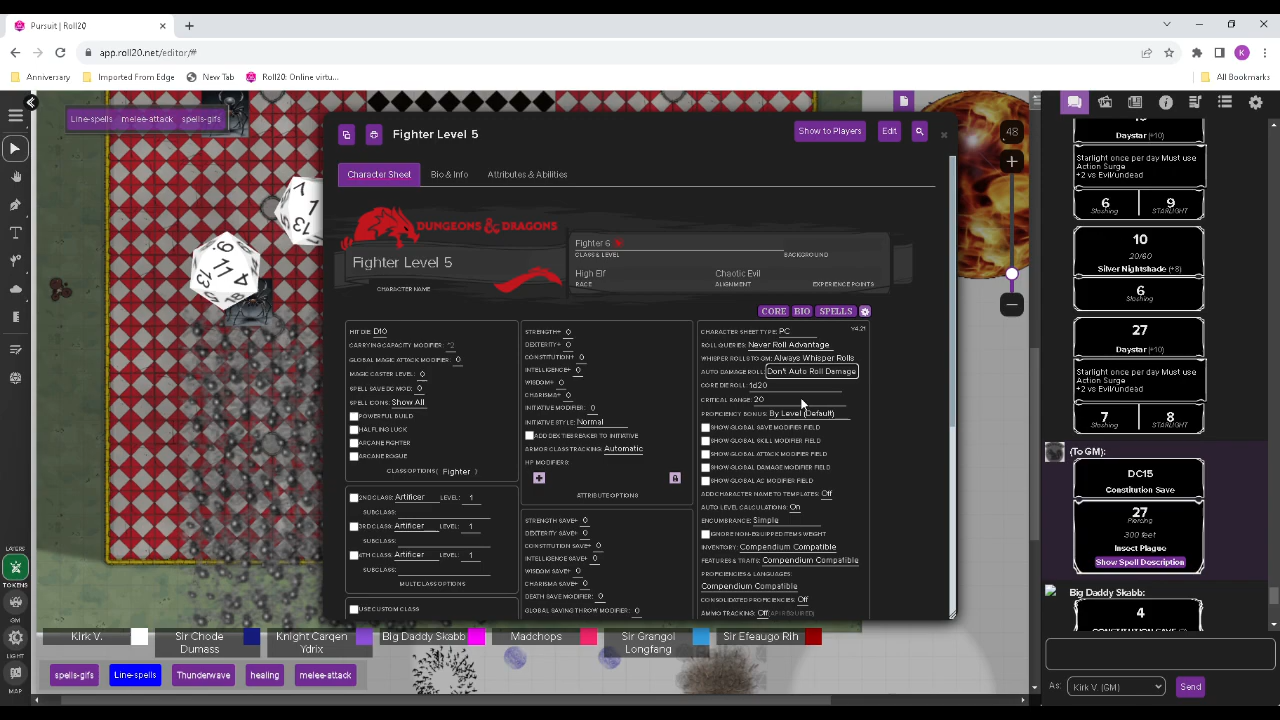 Pursuit | Roll20
app.roll20.net/editor/#
K
Anniversary
Imported From Edge
New Tab
Roll20: Online virtu...
All Bookmarks
Line-spells
melee-attack
spells-gifs
Fighter Level 5
Show to Players
Edit
48
Character Sheet
Bio & Info
Attributes & Abilities
DUNGEONS & DRAGONS
Fighter 6
CLASS & LEVEL
BACKGROUND
Fighter Level 5
High Elf
Chaotic Evil
RACE
ALIGNMENT
EXPERIENCE POINTS
CHARACTER NAME
CORE
BIO
SPELLS
HIT DIE: D10
CARRYING CAPACITY MODIFIER: *2
GLOBAL MAGIC ATTACK MODIFIER: 0
MAGIC CASTER LEVEL: 0
SPELL SAVE DC MOD: 0
SPELL ICONS: Show All
POWERFUL BUILD
HALFLING LUCK
ARCANE FIGHTER
ARCANE ROGUE
CLASS OPTIONS ( Fighter )
2ND CLASS: Artificer LEVEL: 1
SUBCLASS:
3RD CLASS: Artificer LEVEL: 1
SUBCLASS:
4TH CLASS: Artificer LEVEL: 1
SUBCLASS:
MULTICLASS OPTIONS
USE CUSTOM CLASS
STRENGTH+ 0
DEXTERITY+ 0
CONSTITUTION+ 0
INTELLIGENCE+ 0
WISDOM+ 0
CHARISMA+ 0
INITIATIVE MODIFIER: 0
INITIATIVE STYLE: Normal
ADD DEX TIEBREAKER TO INITIATIVE
ARMOR CLASS TRACKING: Automatic
HP MODIFIERS:
ATTRIBUTE OPTIONS
STRENGTH SAVE+ 0
DEXTERITY SAVE+ 0
CONSTITUTION SAVE+ 0
INTELLIGENCE SAVE+ 0
WISDOM SAVE+ 0
CHARISMA SAVE+ 0
DEATH SAVE MODIFIER: 0
GLOBAL SAVING THROW MODIFIER: 0
CHARACTER SHEET TYPE: PC
V4.21
ROLL QUERIES: Never Roll Advantage
WHISPER ROLLS TO GM: Always Whisper Rolls
AUTO DAMAGE ROLL: Don't Auto Roll Damage
CORE DIE ROLL: 1d20
CRITICAL RANGE: 20
PROFICIENCY BONUS: By Level (Default)
SHOW GLOBAL SAVE MODIFIER FIELD
SHOW GLOBAL SKILL MODIFIER FIELD
SHOW GLOBAL ATTACK MODIFIER FIELD
SHOW GLOBAL DAMAGE MODIFIER FIELD
SHOW GLOBAL AC MODIFIER FIELD
ADD CHARACTER NAME TO TEMPLATES: Off
AUTO LEVEL CALCULATIONS: On
ENCUMBRANCE: Simple
IGNORE NON-EQUIPPED ITEMS WEIGHT
INVENTORY: Compendium Compatible
FEATURES & TRAITS: Compendium Compatible
PROFICIENCIES & LANGUAGES:
Compendium Compatible
CONSOLIDATED PROFICIENCIES: Off
AMMO TRACKING: Off (API REQUIRED)
Daystar (+10)
Starlight once per day Must use
Action Surge
+2 vs Evil/undead
6 9
Slashing STARLIGHT
10
20/60
Silver Nightshade (+8)
6
Slashing
27
Daystar (+10)
Starlight once per day Must use
Action Surge
+2 vs Evil/undead
7 8
Slashing STARLIGHT
(To GM):
DC15
Constitution Save
27
Piercing
300 feet
Insect Plague
Show Spell Description
Big Daddy Skabb:
4
CONSTITUTION SAVE
As: Kirk V. (GM)
Send
LAYERS
TOKENS
GM
LIGHT
MAP
Kirk V.
Sir Chode
Dumass
Knight Carqen
Ydrix
Big Daddy Skabb
Madchops
Sir Grangol
Longfang
Sir Efeaugo Rih
spells-gifs
Line-spells
Thunderwave
healing
melee-attack